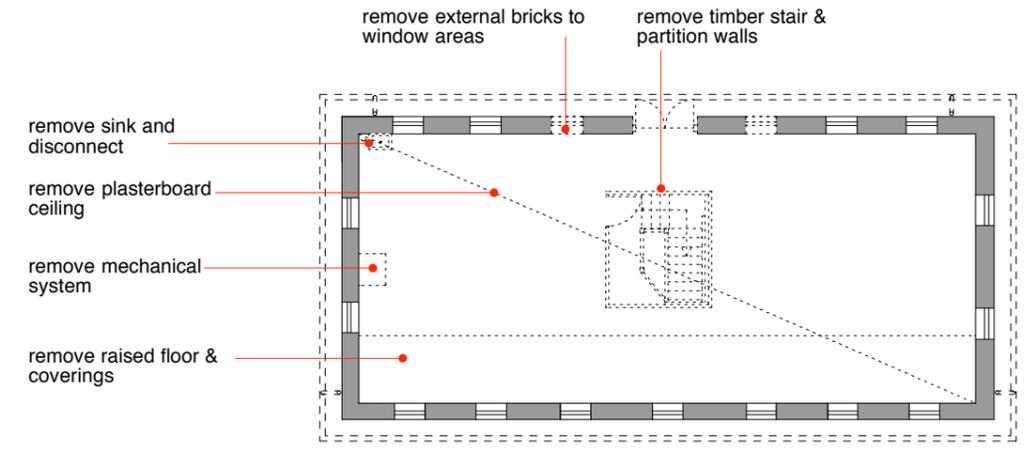 remove external bricks to
window areas
remove timber stair &
partition walls
remove sink and
disconnect
remove plasterboard
ceiling
remove mechanical
system
remove raised floor &
coverings